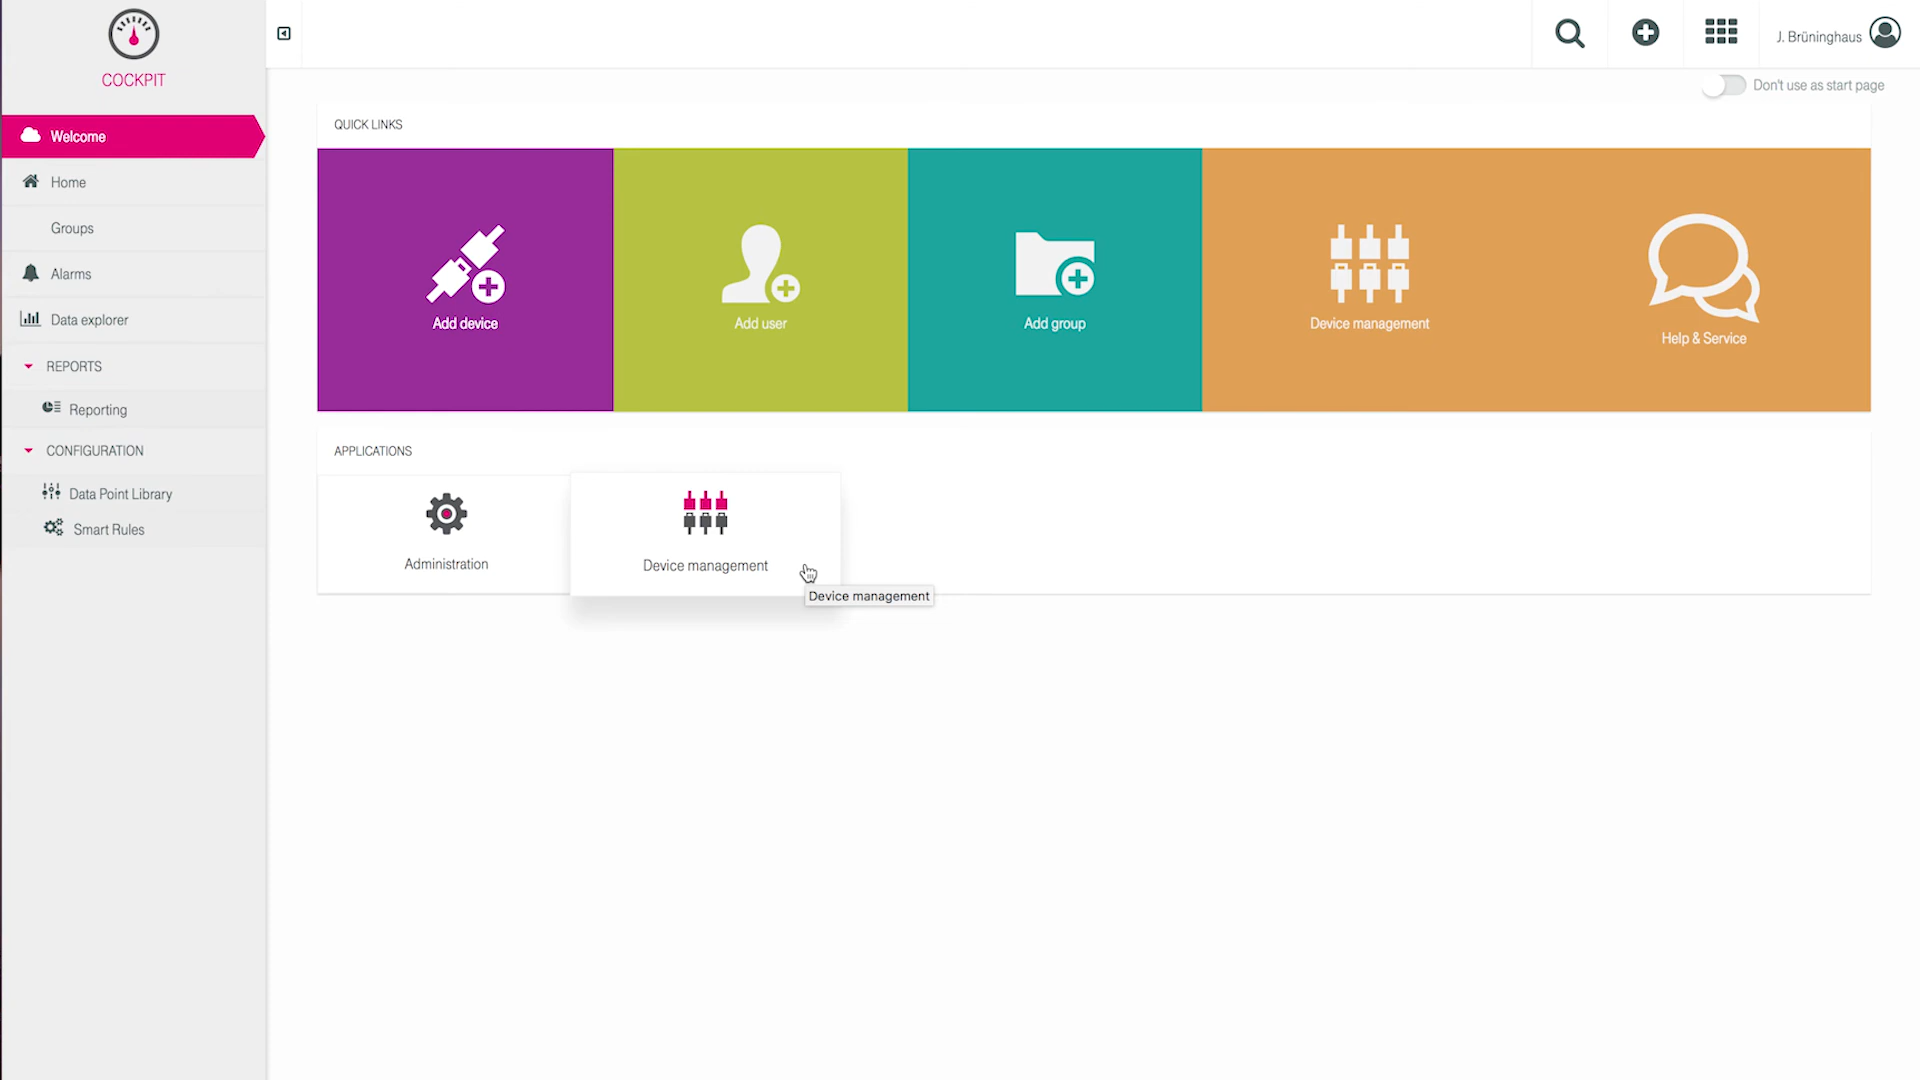 COCKPIT
J. Brüninghaus
Don't use as start page
Welcome
Home
Groups
Alarms
Data explorer
REPORTS
Reporting
CONFIGURATION
Data Point Library
Smart Rules
QUICK LINKS
Add device
Add user
Add group
Device management
Help & Service
APPLICATIONS
Administration
Device management
Device management